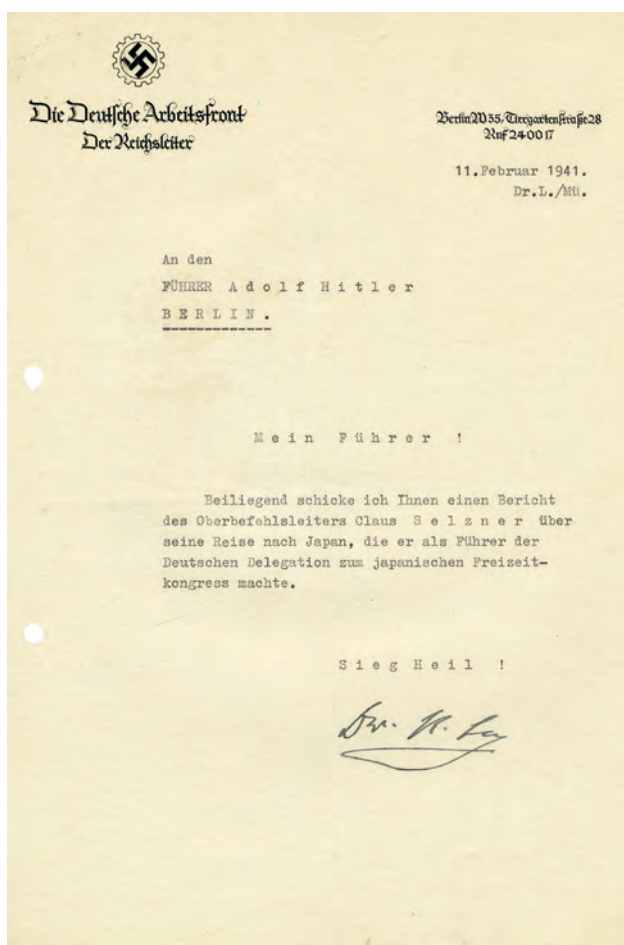 Die Deutsche Arbeitsfront
Der Reichsleiter
Berlin W 35, Tiergartenstraße 28
Ruf 24 00 17
11.Februar 1941.
Dr.L./Mü.
An den
FÜHRER A d o l f H i t l e r
B E R L I N .
M e i n F ü h r e r !
Beiliegend schicke ich Ihnen einen Bericht
des Oberbefehlsleiters Claus S e l z n e r über
seine Reise nach Japan, die er als Führer der
Deutschen Delegation zum japanischen Freizeit-
kongress machte.
S i e g H e i l !
Dr. R. Ley